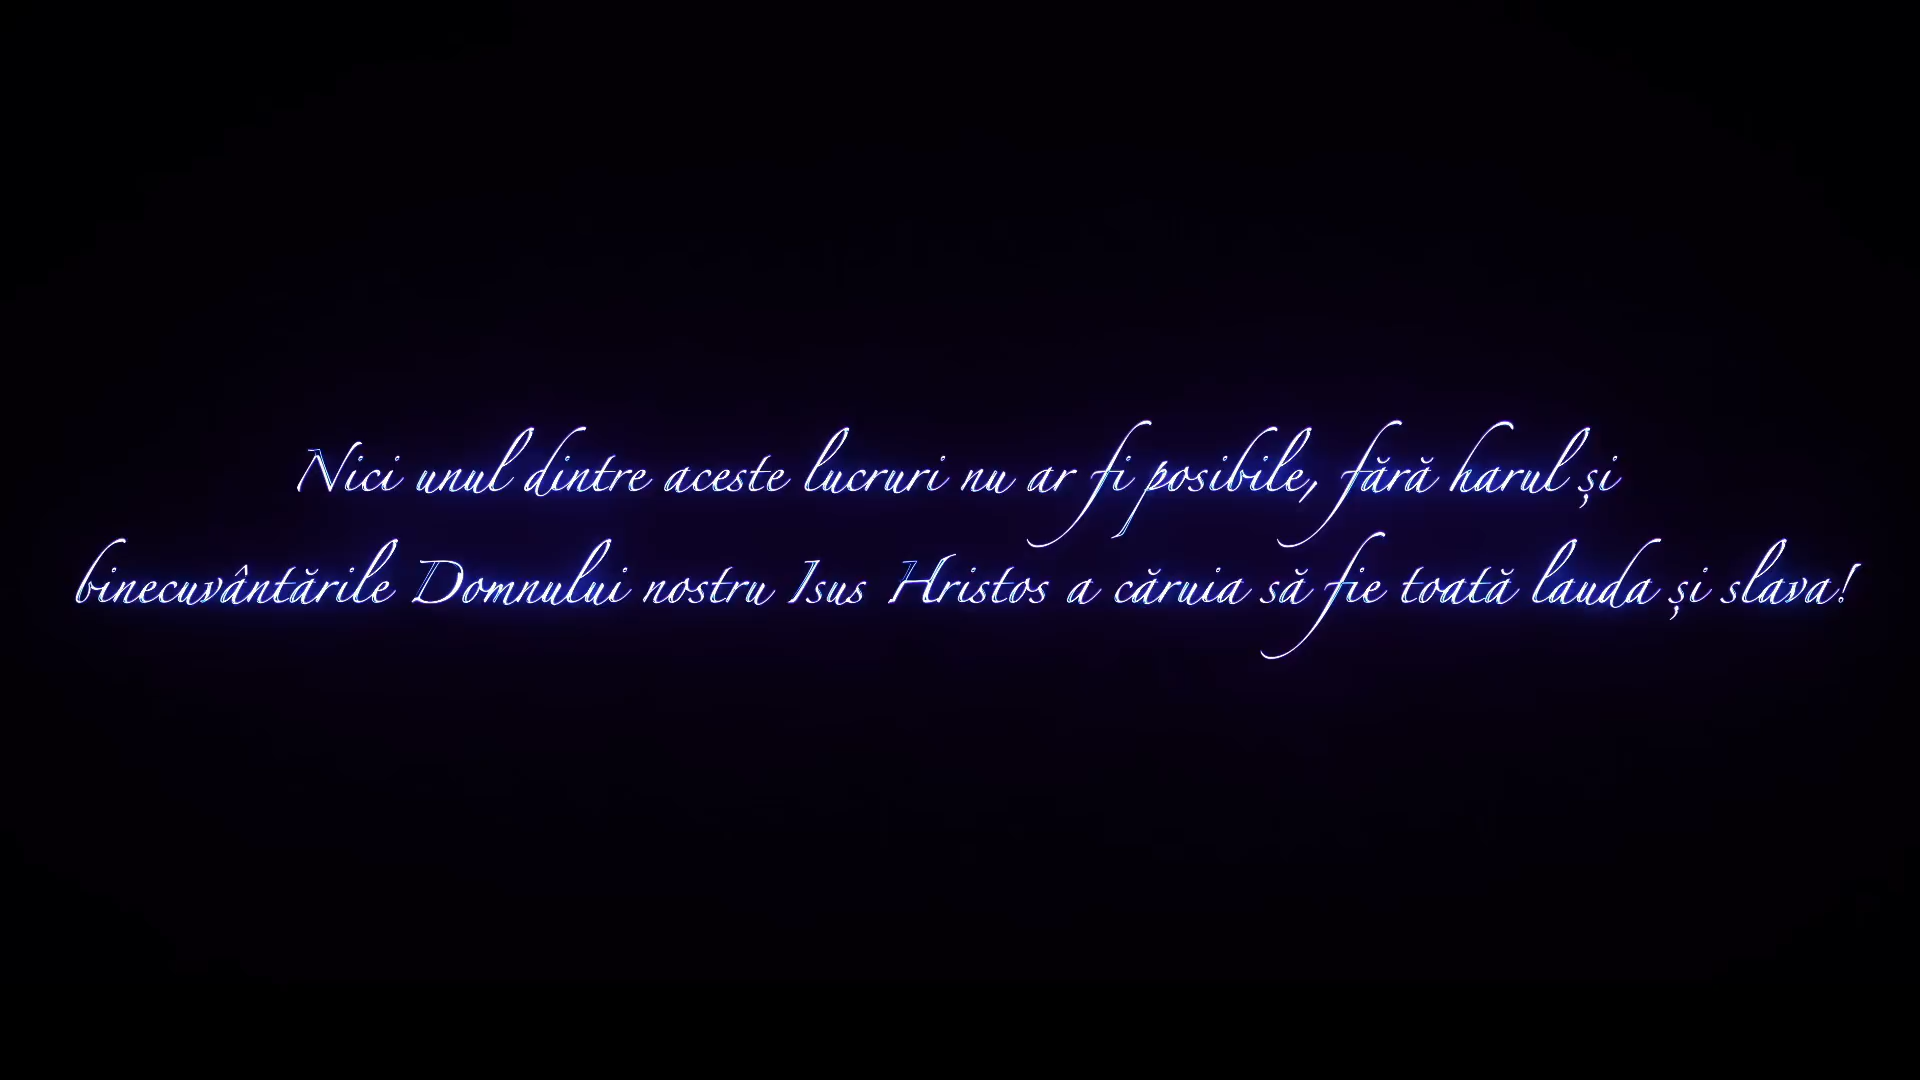 Nici unul dintre aceste lucruri nu ar fi posibile, fără harul și
binecuvântările Domnului nostru Isus Hristos a căruia să fie toată lauda și slava!